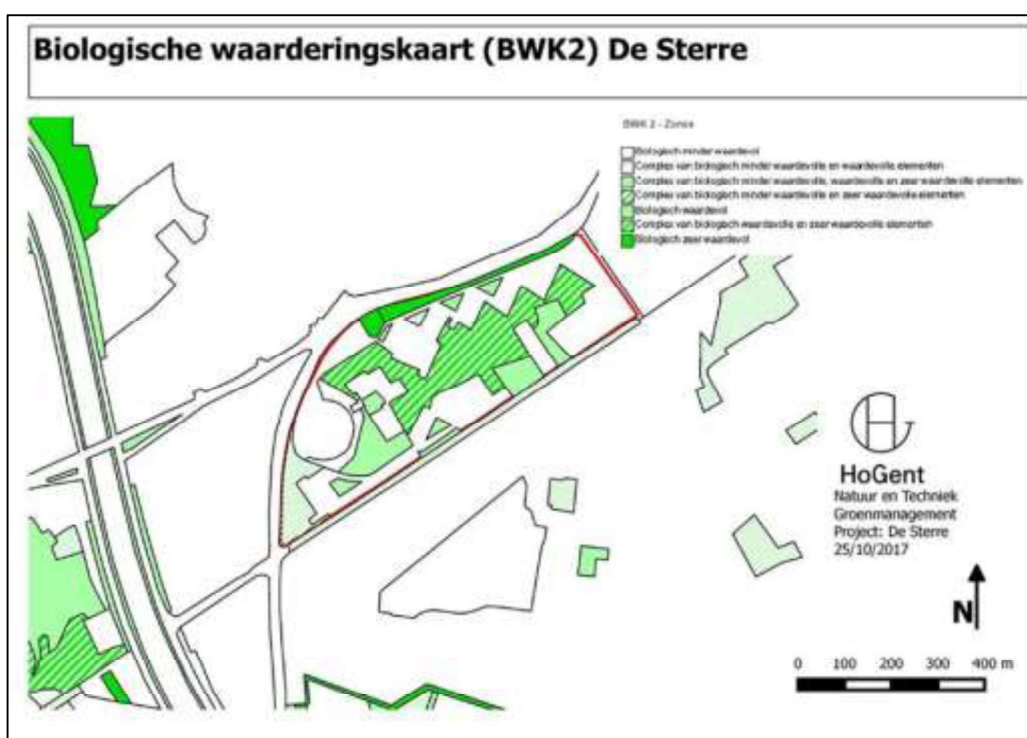 Biologische waarderingskaart (BWK2) De Sterre
BWK 2 - Zones
Biologisch minder waardevol
Complex van biologisch minder waardevolle en waardevolle elementen
Complex van biologisch minder waardevolle, waardevolle en zeer waardevolle elementen
Complex van biologisch minder waardevolle en zeer waardevolle elementen
Biologisch waardevol
Complex van biologisch waardevolle en zeer waardevolle elementen
Biologisch zeer waardevol
HoGent
Natuur en Techniek
Groenmanagement
Project: De Sterre
25/10/2017
N
0 100 200 300 400 m